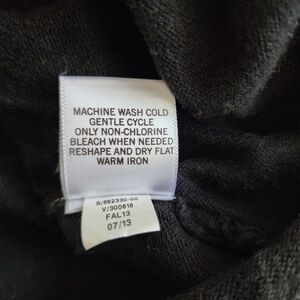 MACHINE WASH COLD
GENTLE CYCLE
ONLY NON-CHLORINE
BLEACH WHEN NEEDED
RESHAPE AND DRY FLAT
WARM IRON
S/662330-00
V/300616
FAL13
07/13